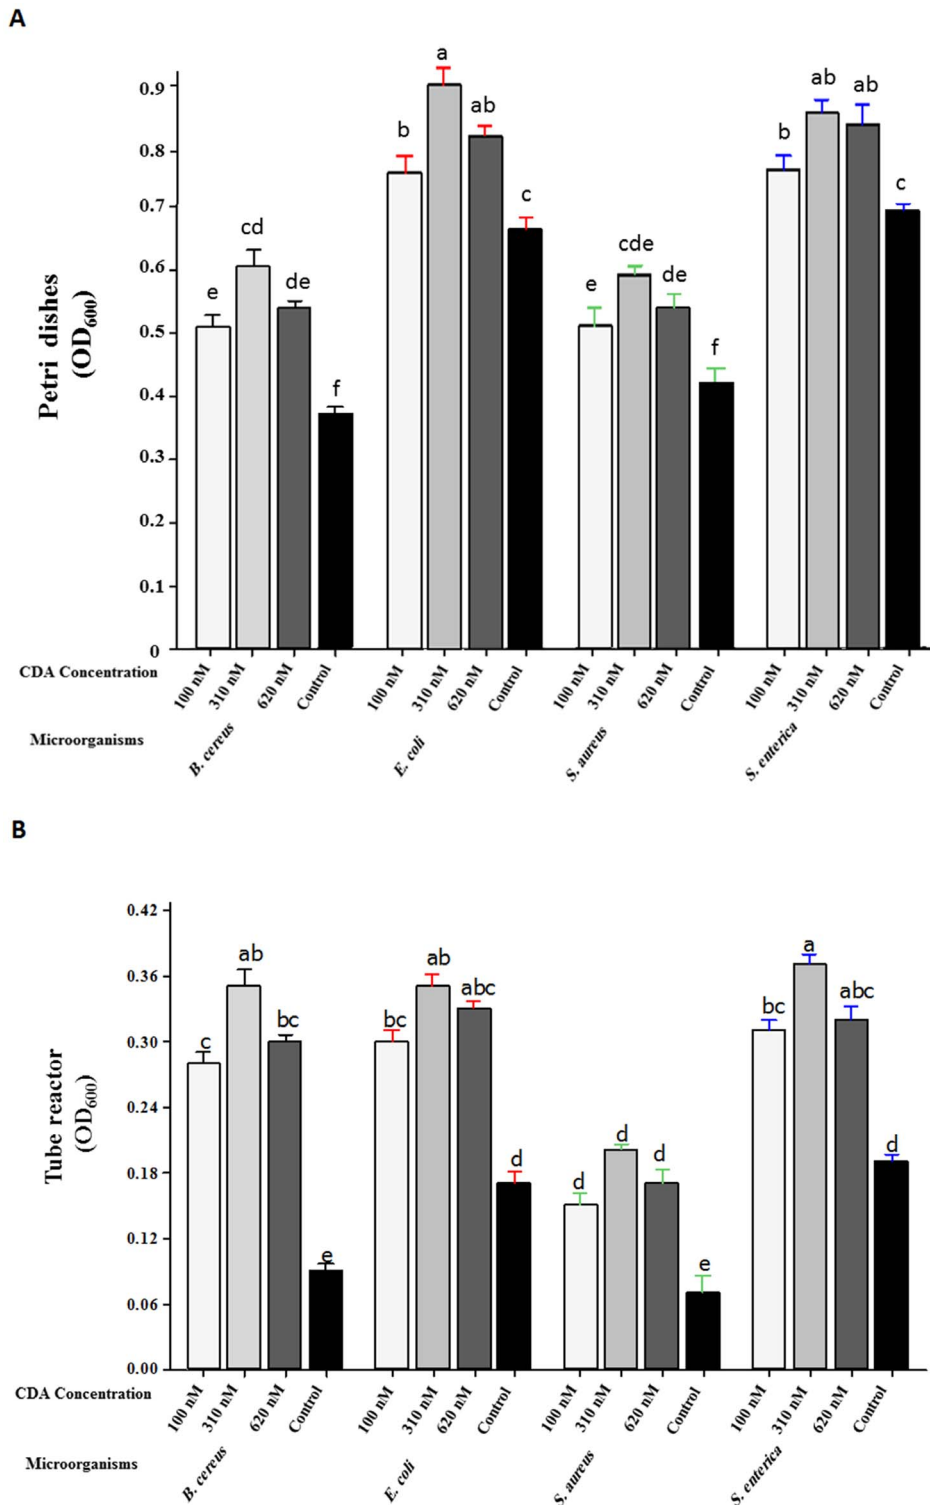 A
a
ab
ab
ab
b
b
c
c
cd
cde
e
de
e
de
f
f
Petri dishes
(OD600)
0.9
0.8
0.7
0.6
0.5
0.4
0.3
0.2
0.1
0
CDA Concentration
100 nM 310 nM 620 nM Control 100 nM 310 nM 620 nM Control 100 nM 310 nM 620 nM Control 100 nM 310 nM 620 nM Control
Microorganisms
B. cereus E. coli S. aureus S. enterica
B
ab
ab
a
c
bc
bc
abc
bc
abc
e
d
d
d
d
e
d
Tube reactor
(OD600)
0.42
0.36
0.30
0.24
0.18
0.12
0.06
0.00
CDA Concentration
100 nM 310 nM 620 nM Control 100 nM 310 nM 620 nM Control 100 nM 310 nM 620 nM Control 100 nM 310 nM 620 nM Control
Microorganisms
B. cereus E. coli S. aureus S. enterica